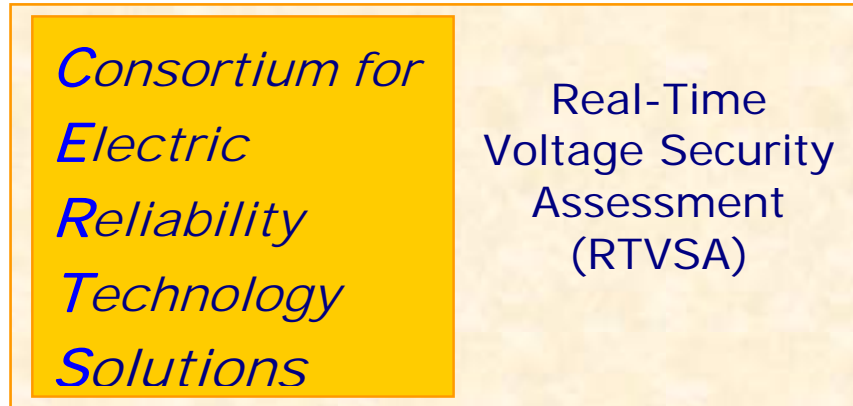 Consortium for
Electric
Reliability
Technology
Solutions
Real-Time
Voltage Security
Assessment
(RTVSA)